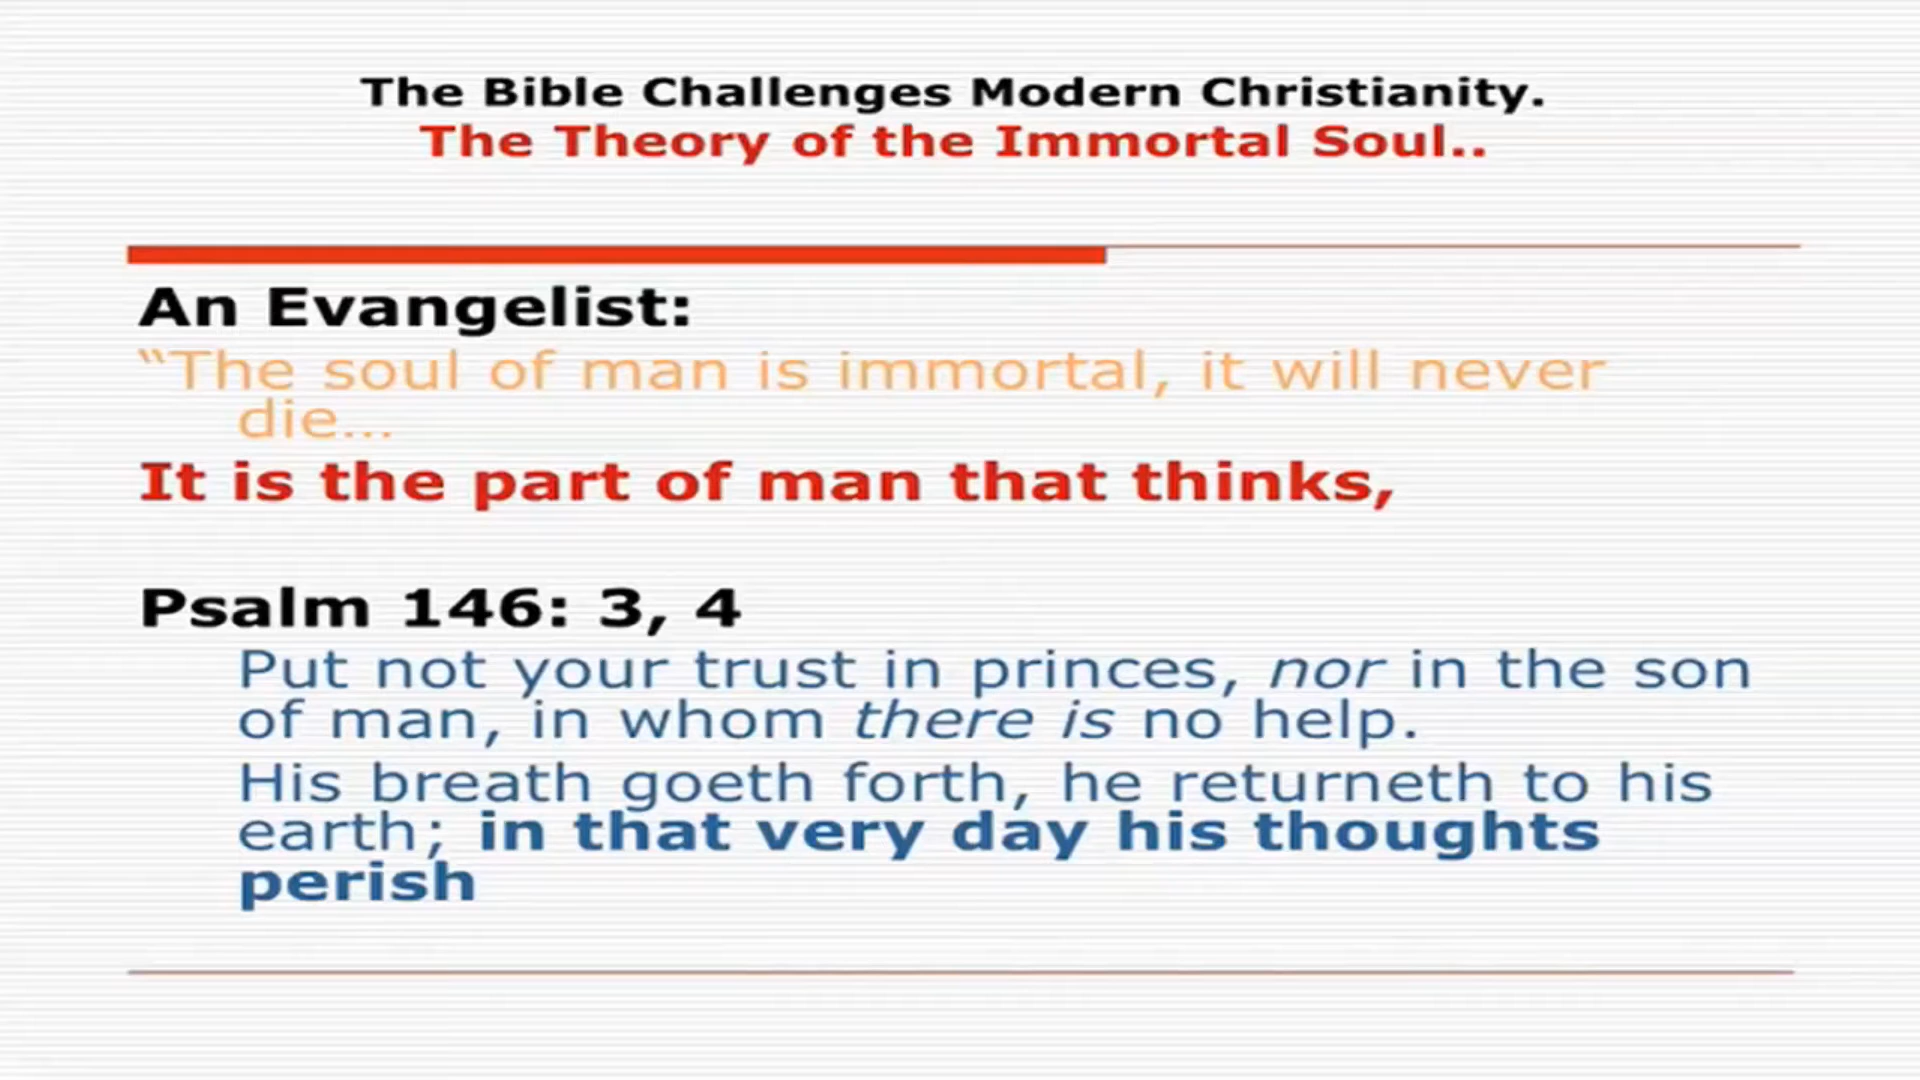 The Bible Challenges Modern Christianity.
The Theory of the Immortal Soul..
An Evangelist:
“The soul of man is immortal, it will never
die...
It is the part of man that thinks,
Psalm 146: 3, 4
Put not your trust in princes, nor in the son
of man, in whom there is no help.
His breath goeth forth, he returneth to his
earth; in that very day his thoughts
perish